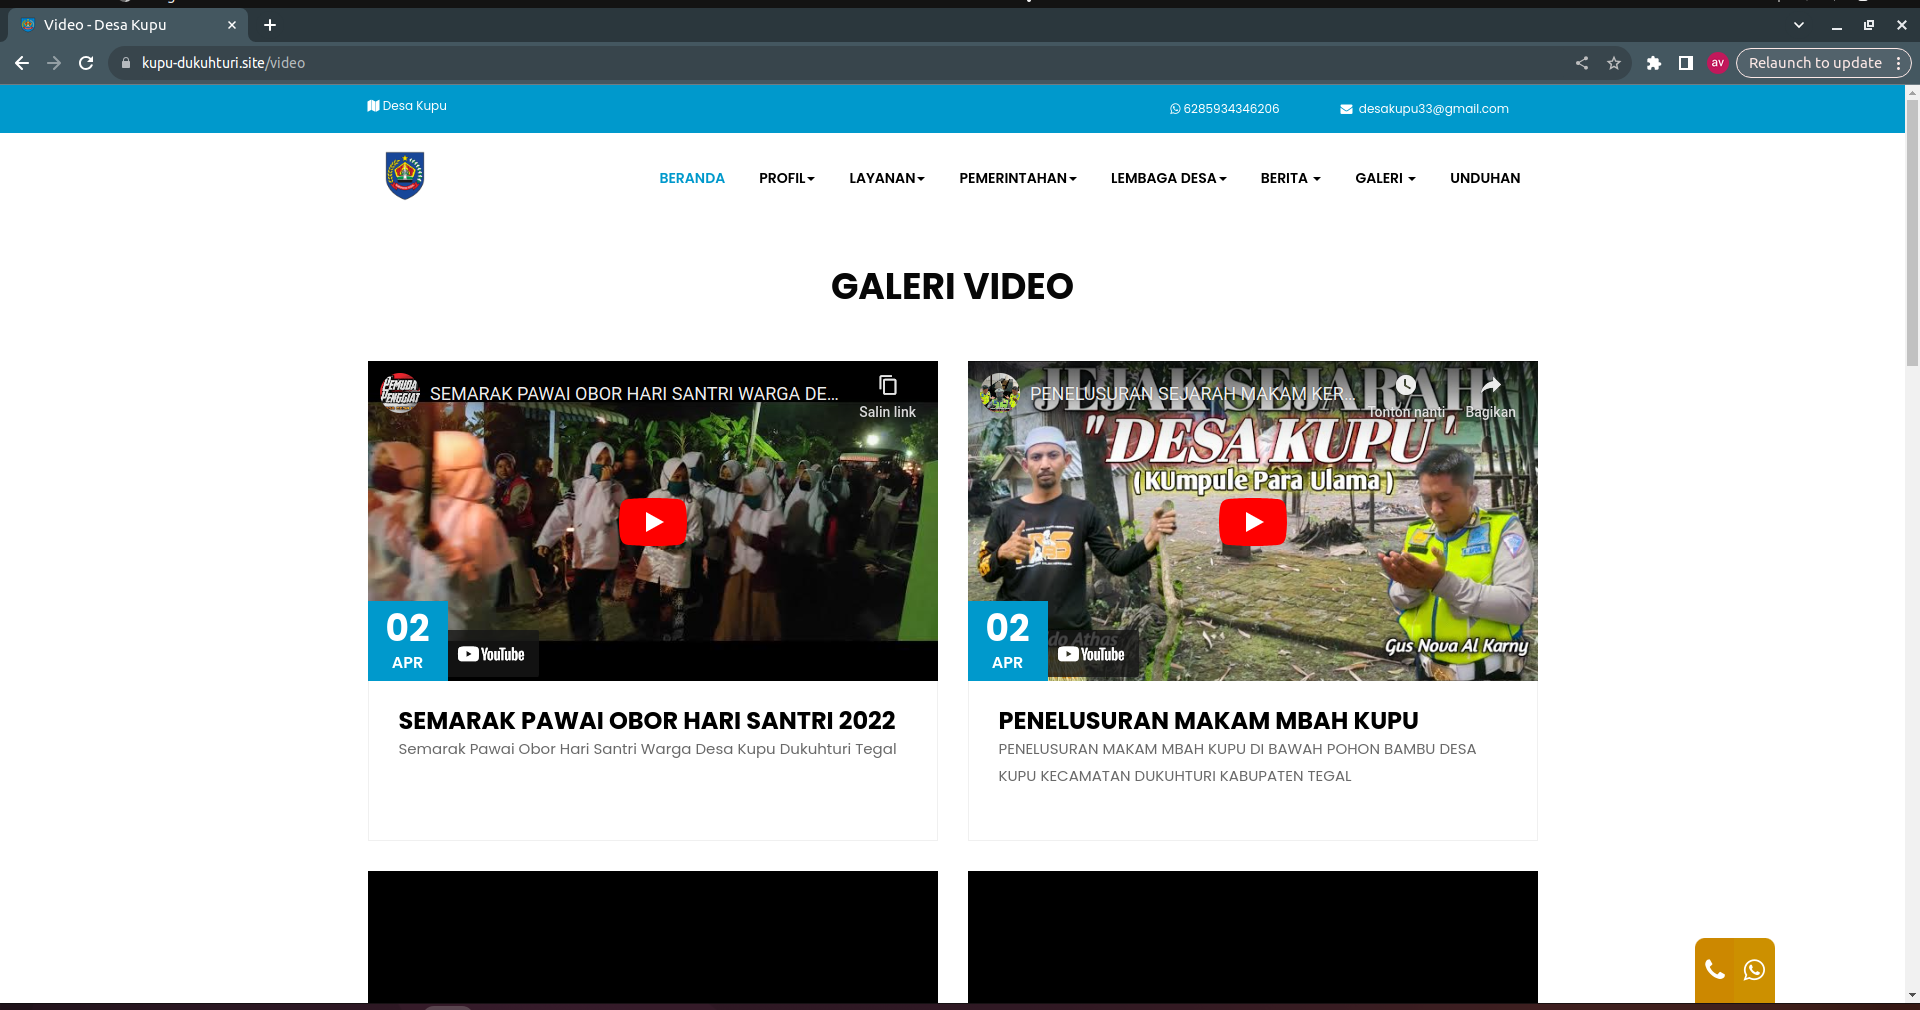 Video - Desa Kupu
kupu-dukuhturi.site/video
av
Relaunch to update
Desa Kupu
6285934346206
desakupu33@gmail.com
BERANDA
PROFIL
LAYANAN
PEMERINTAHAN
LEMBAGA DESA
BERITA
GALERI
UNDUHAN
GALERI VIDEO
PEMUDA
PENGGIAT
SEMARAK PAWAI OBOR HARI SANTRI WARGA DE...
Salin link
02
APR
YouTube
SEMARAK PAWAI OBOR HARI SANTRI 2022
Semarak Pawai Obor Hari Santri Warga Desa Kupu Dukuhturi Tegal
JEJAK SEJARAH
PENELUSURAN SEJARAH MAKAM KER...
Tonton nanti
Bagikan
"DESA KUPU"
(KUmpule Para Ulama)
Gus Nova Al Karny
02
APR
YouTube
PENELUSURAN MAKAM MBAH KUPU
PENELUSURAN MAKAM MBAH KUPU DI BAWAH POHON BAMBU DESA
KUPU KECAMATAN DUKUHTURI KABUPATEN TEGAL